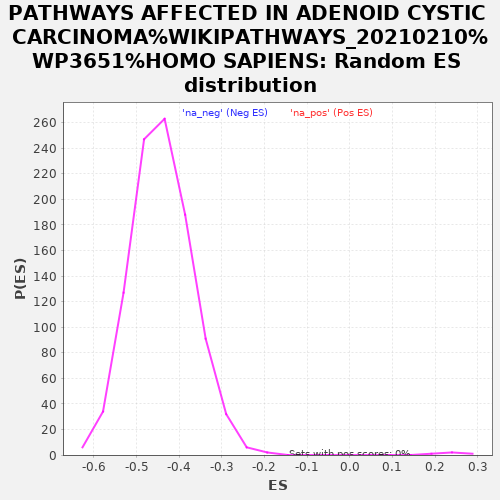 PATHWAYS AFFECTED IN ADENOID CYSTIC
CARCINOMA%WIKIPATHWAYS_20210210%
WP3651%HOMO SAPIENS: Random ES
distribution
'na_neg' (Neg ES) 'na_pos' (Pos ES)
260
240
220
200
180
160
140
120
100
80
60
40
20
0
P(ES)
Sets with pos scores: 0%
-0.6 -0.5 -0.4 -0.3 -0.2 -0.1 0.0 0.1 0.2 0.3
ES